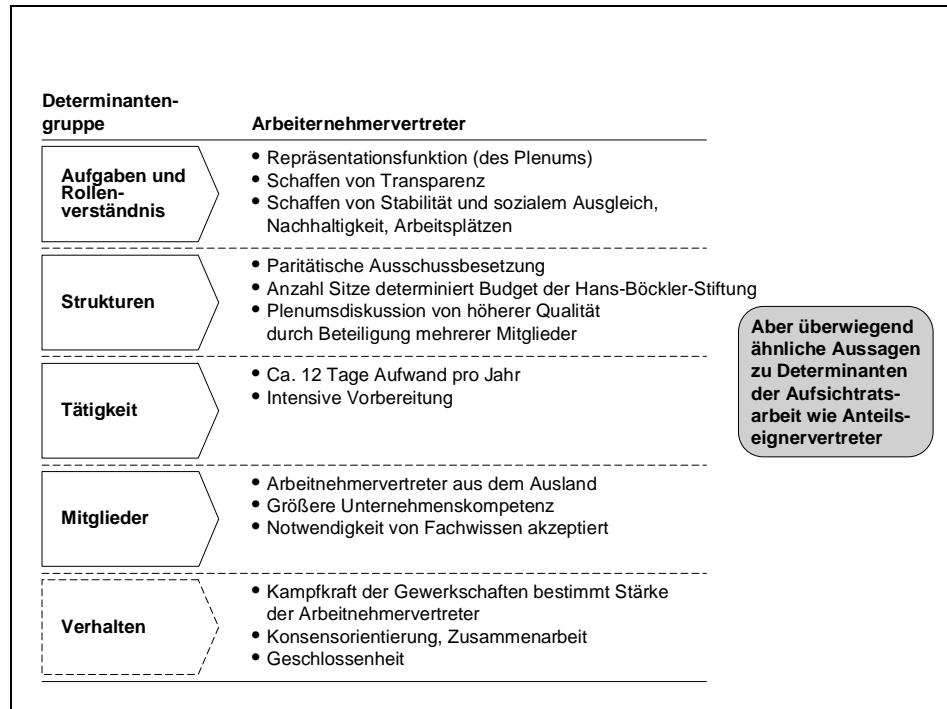 Determinanten-
gruppe
Arbeiternehmervertreter
Aufgaben und
Rollen-
verständnis
• Repräsentationsfunktion (des Plenums)
• Schaffen von Transparenz
• Schaffen von Stabilität und sozialem Ausgleich,
Nachhaltigkeit, Arbeitsplätzen
Strukturen
• Paritätische Ausschussbesetzung
• Anzahl Sitze determiniert Budget der Hans-Böckler-Stiftung
• Plenumsdiskussion von höherer Qualität
durch Beteiligung mehrerer Mitglieder
Tätigkeit
• Ca. 12 Tage Aufwand pro Jahr
• Intensive Vorbereitung
Mitglieder
• Arbeitnehmervertreter aus dem Ausland
• Größere Unternehmenskompetenz
• Notwendigkeit von Fachwissen akzeptiert
Verhalten
• Kampfkraft der Gewerkschaften bestimmt Stärke
der Arbeitnehmervertreter
• Konsensorientierung, Zusammenarbeit
• Geschlossenheit
Aber überwiegend
ähnliche Aussagen
zu Determinanten
der Aufsichtrats-
arbeit wie Anteils-
eignervertreter